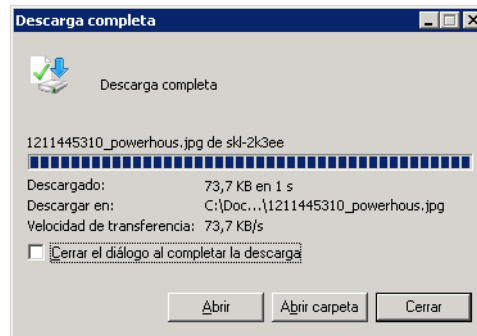 Descarga completa
Descarga completa
1211445310_powerhous.jpg de skl-2k3ee
Descargado: 73,7 KB en 1 s
Descargar en: C:\Doc...\1211445310_powerhous.jpg
Velocidad de transferencia: 73,7 KB/s
Cerrar el diálogo al completar la descarga
Abrir Abrir carpeta Cerrar